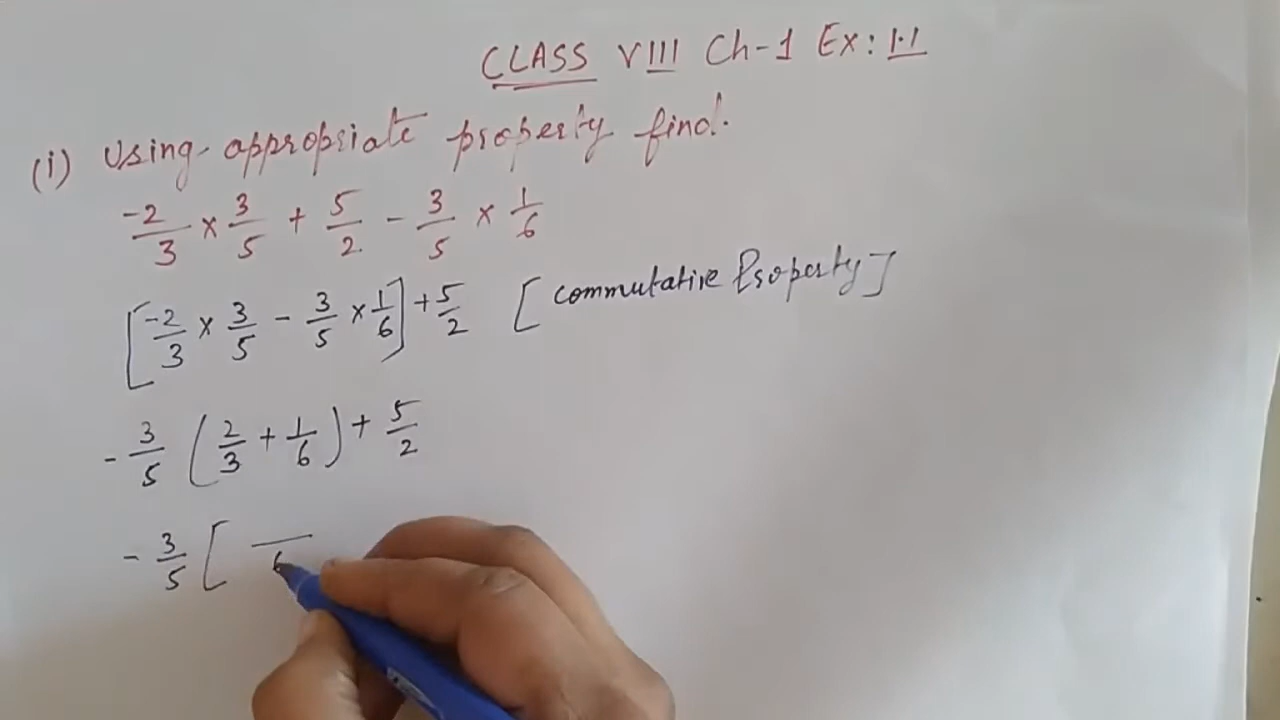 CLASS VIII Ch-1 Ex: 1.1
(i) Using appropriate property find.
-2/3 × 3/5 + 5/2 - 3/5 × 1/6
[-2/3 × 3/5 - 3/5 × 1/6] + 5/2 [commutative Property]
- 3/5 (2/3 + 1/6) + 5/2
- 3/5 [ /6